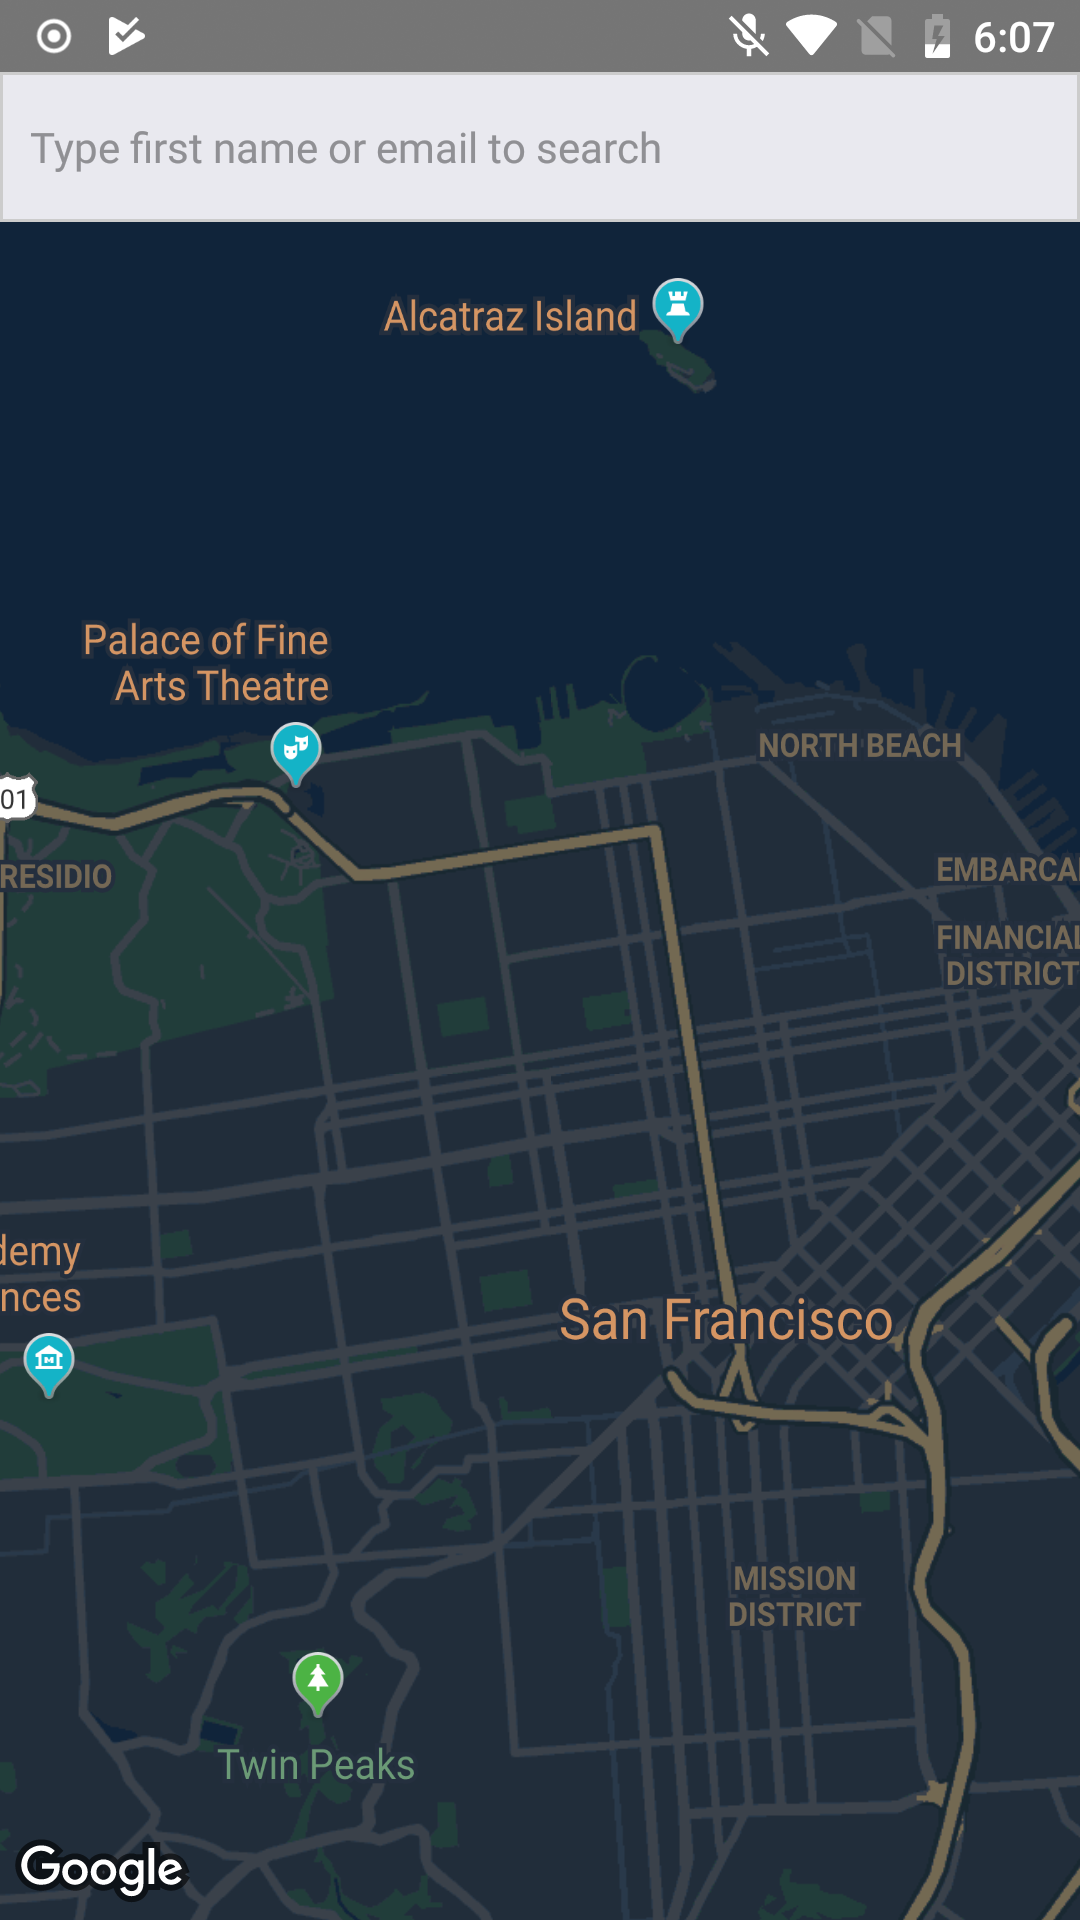 6:07
Type first name or email to search
Alcatraz Island
Palace of Fine
Arts Theatre
NORTH BEACH
01
RESIDIO
EMBARCA
FINANCIAL
DISTRICT
demy
nces
San Francisco
MISSION
DISTRICT
Twin Peaks
Google